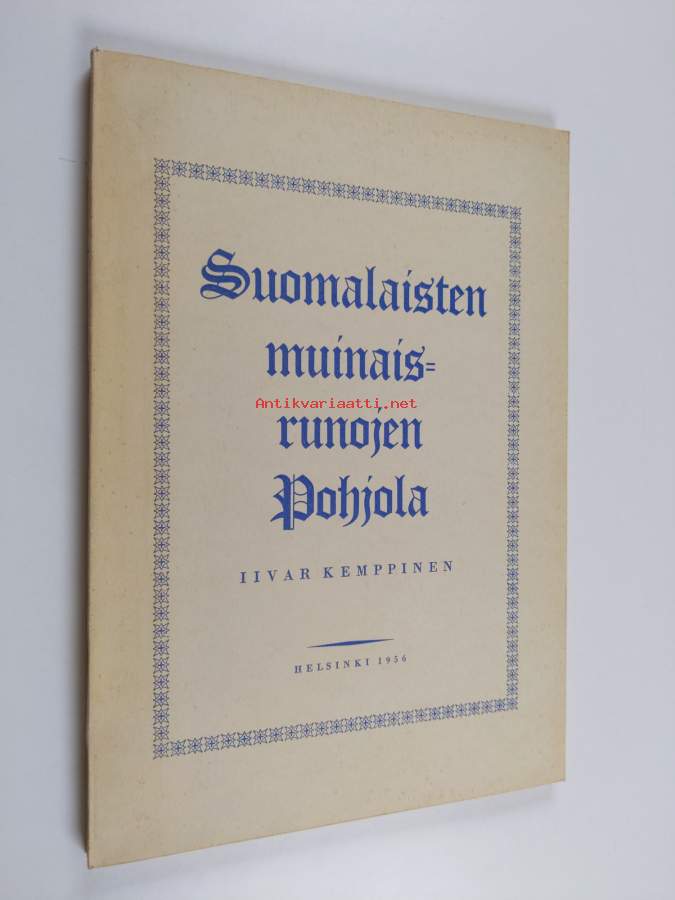 Suomalaisten
muinais=
Antikvariaatti.net
runojen
Pohjola
IIVAR KEMPPINEN
HELSINKI 1956